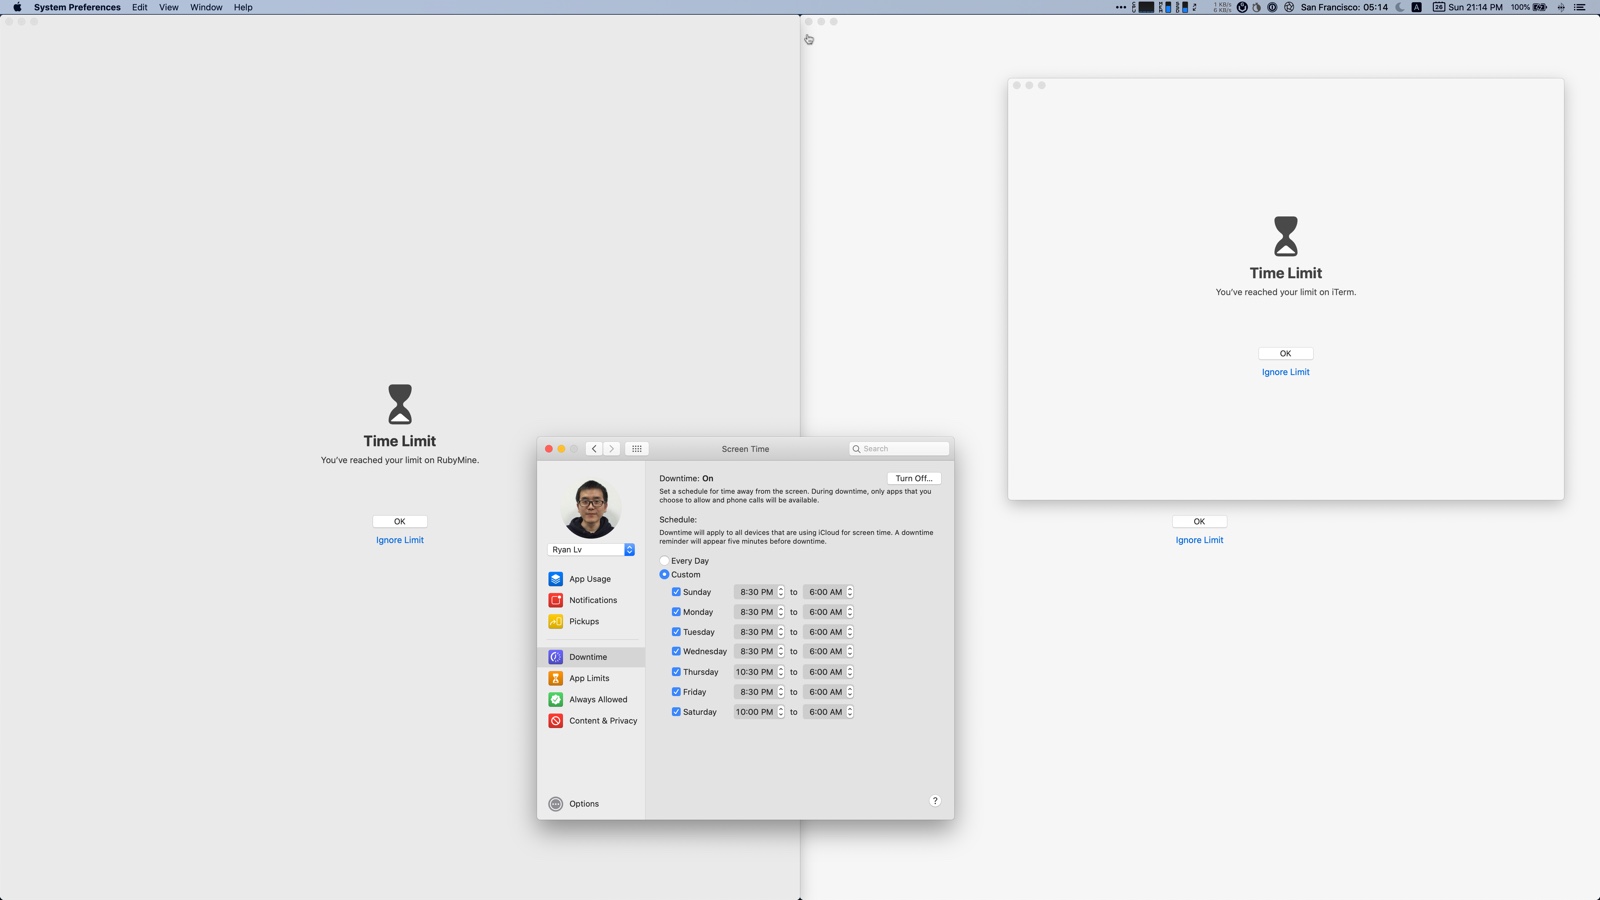 System Preferences Edit View Window Help
1 KB/s
6 KB/s
San Francisco: 05:14
A
26
Sun 21:14 PM
100%
Time Limit
You've reached your limit on iTerm.
OK
Ignore Limit
Time Limit
You've reached your limit on RubyMine.
OK
Ignore Limit
OK
Ignore Limit
Screen Time
Search
Ryan Lv
App Usage
Notifications
Pickups
Downtime
App Limits
Always Allowed
Content & Privacy
Options
Downtime: On
Turn Off...
Set a schedule for time away from the screen. During downtime, only apps that you
choose to allow and phone calls will be available.
Schedule:
Downtime will apply to all devices that are using iCloud for screen time. A downtime
reminder will appear five minutes before downtime.
Every Day
Custom
Sunday 8:30 PM to 6:00 AM
Monday 8:30 PM to 6:00 AM
Tuesday 8:30 PM to 6:00 AM
Wednesday 8:30 PM to 6:00 AM
Thursday 10:30 PM to 6:00 AM
Friday 8:30 PM to 6:00 AM
Saturday 10:00 PM to 6:00 AM
?